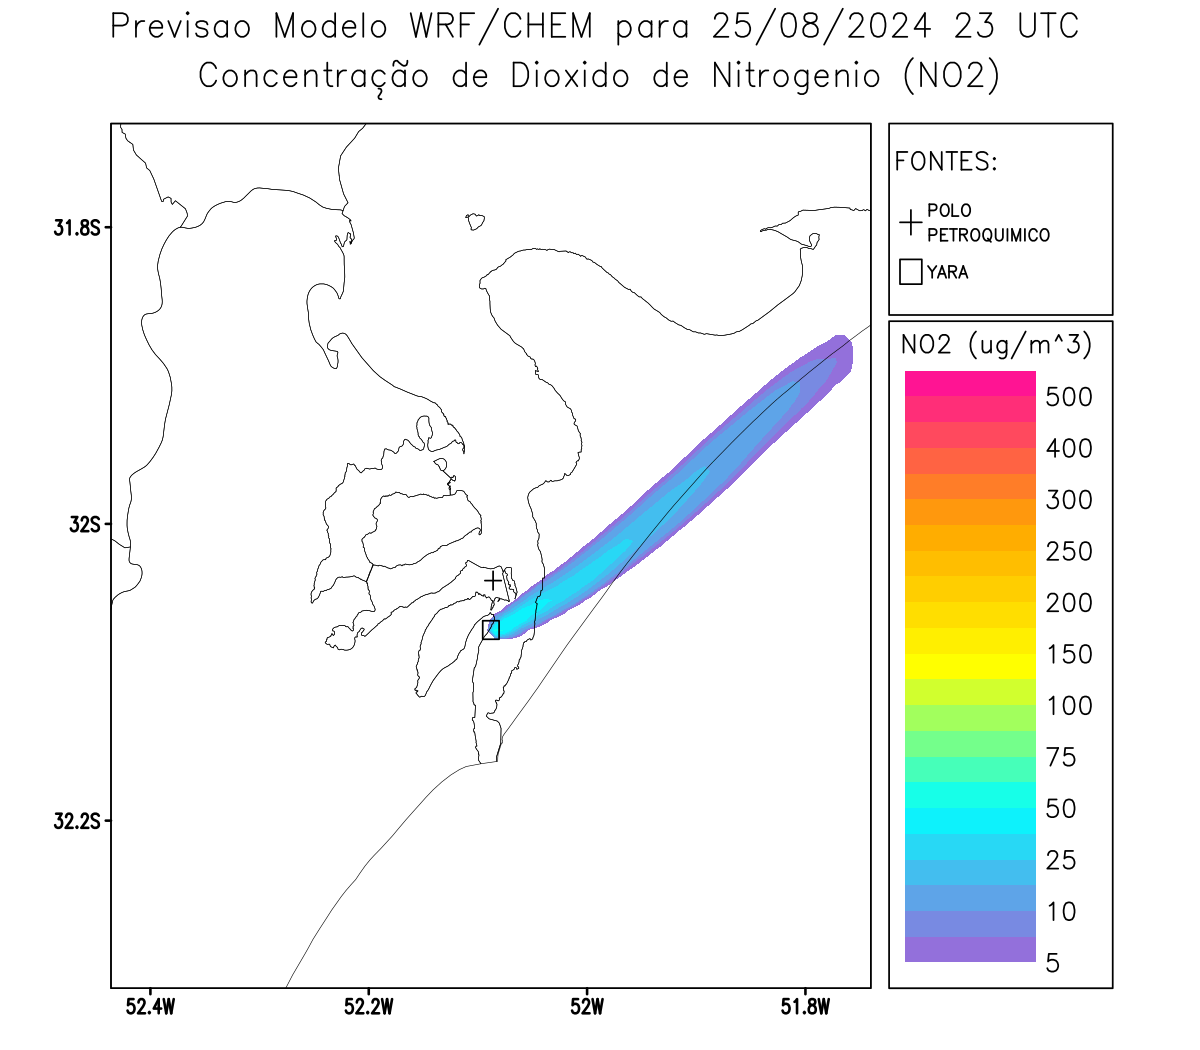 Previsao Modelo WRF/CHEM para 25/08/2024 23 UTC
Concentração de Dioxido de Nitrogenio (NO2)
FONTES:
POLO
PETROQUIMICO
YARA
NO2 (ug/m^3)
500
400
300
250
200
150
100
75
50
25
10
5
31.8S
32S
32.2S
52.4W
52.2W
52W
51.8W